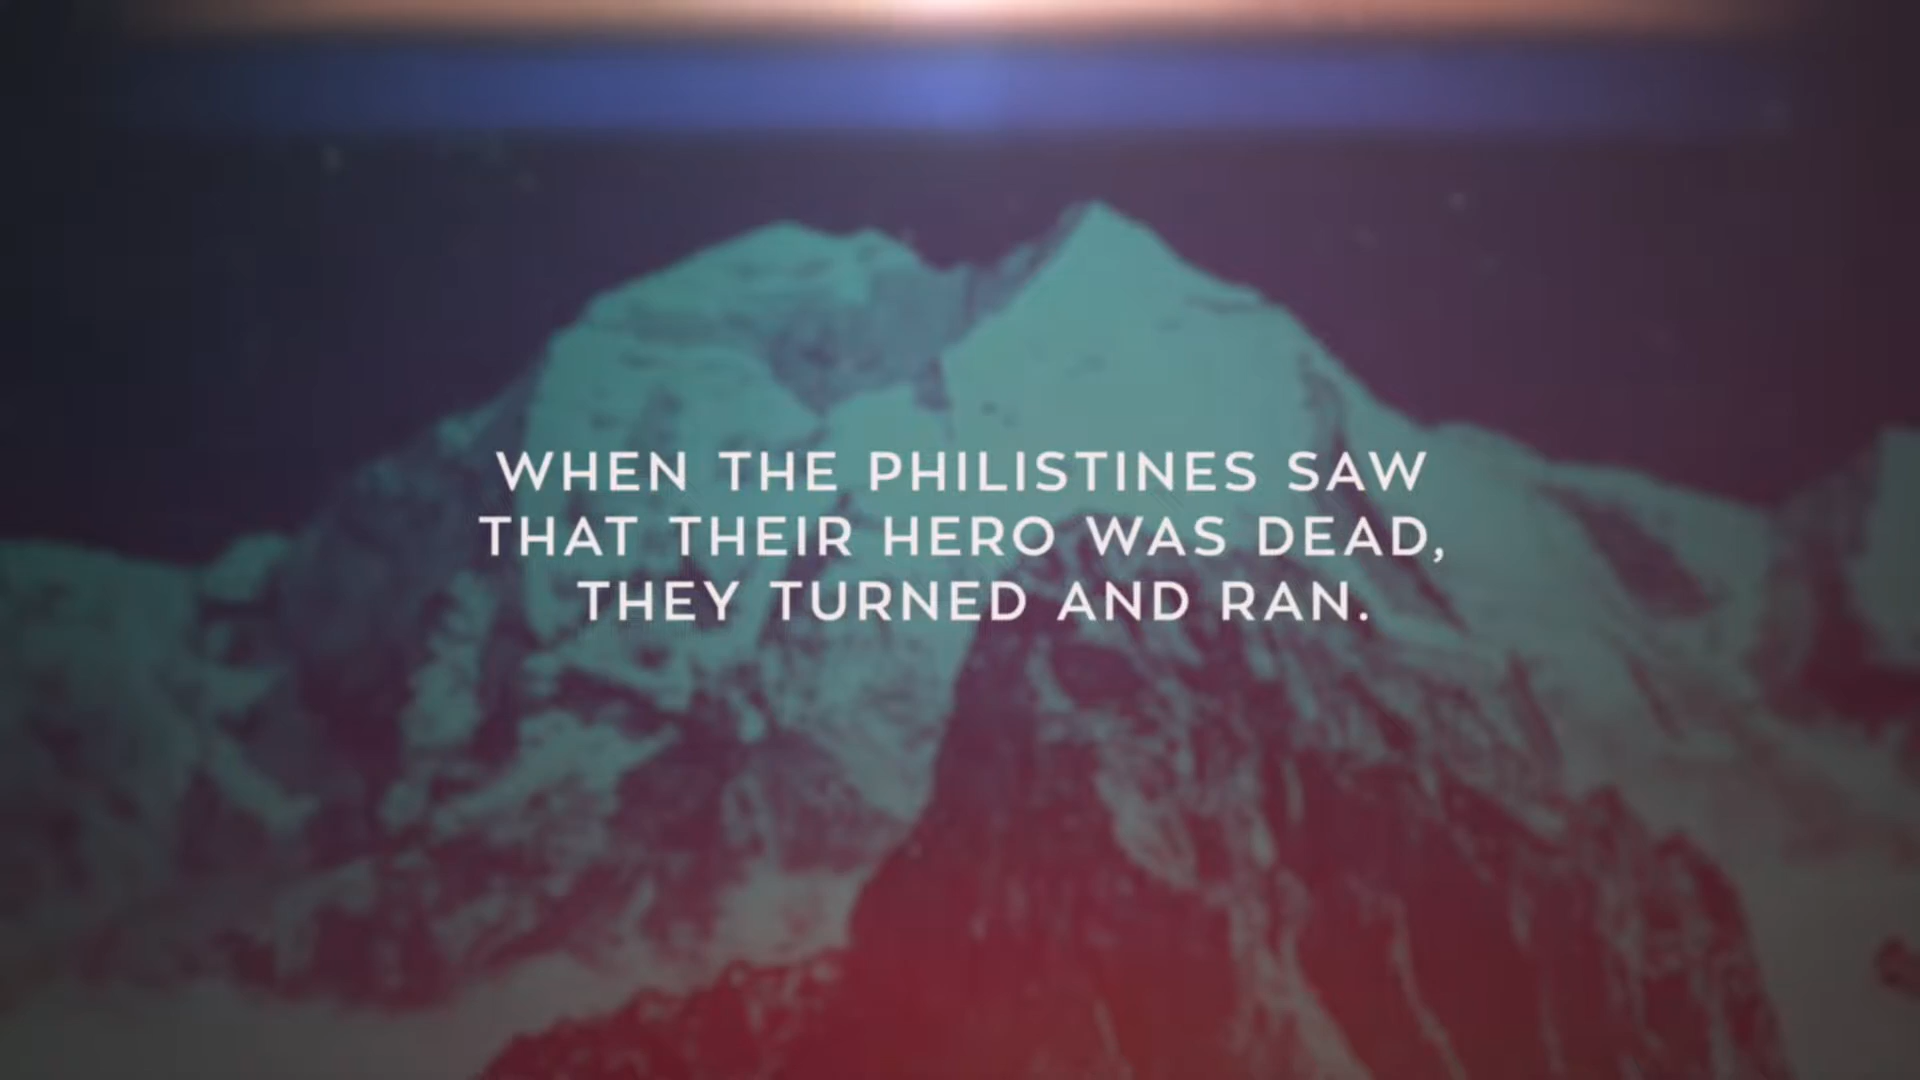 WHEN THE PHILISTINES SAW
THAT THEIR HERO WAS DEAD,
THEY TURNED AND RAN.